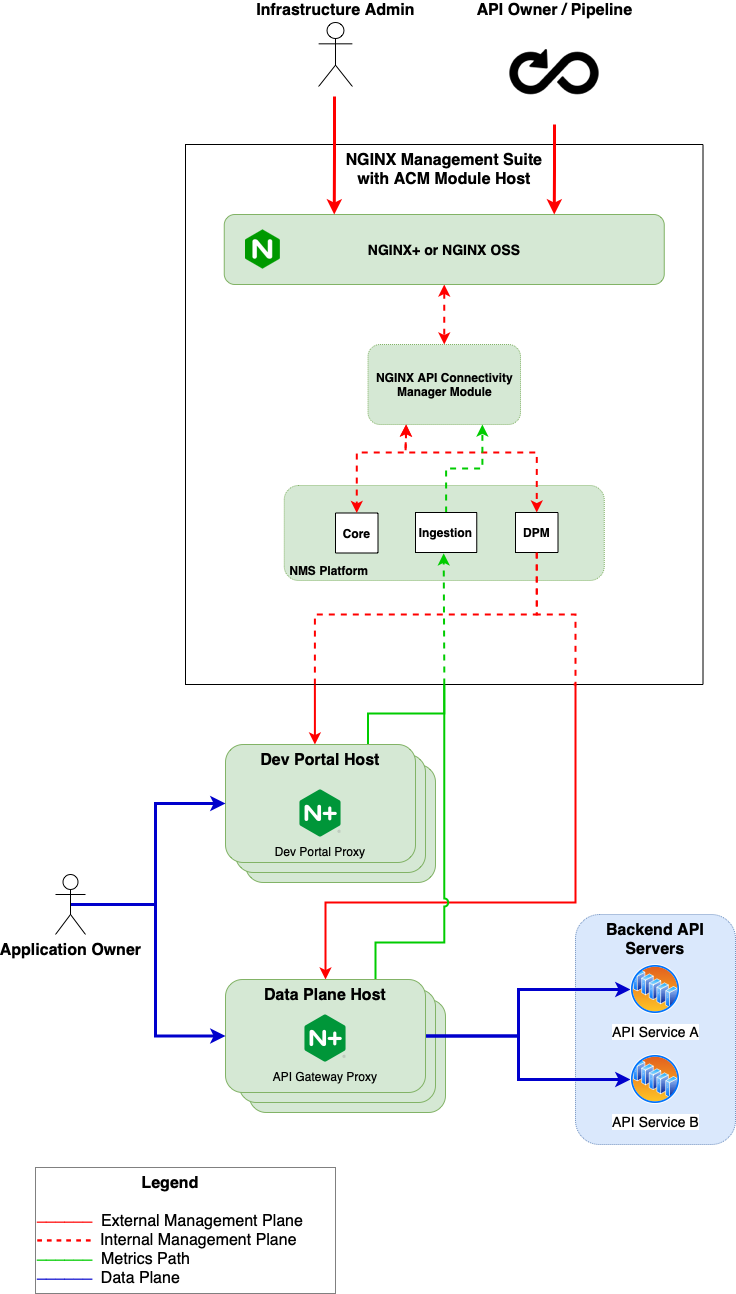 Infrastructure Admin
API Owner / Pipeline
NGINX Management Suite
with ACM Module Host
N
NGINX+ or NGINX OSS
NGINX API Connectivity
Manager Module
Core
Ingestion
DPM
NMS Platform
Dev Portal Host
N+
Dev Portal Proxy
Application Owner
Data Plane Host
N+
API Gateway Proxy
Backend API
Servers
API Service A
API Service B
Legend
External Management Plane
Internal Management Plane
Metrics Path
Data Plane